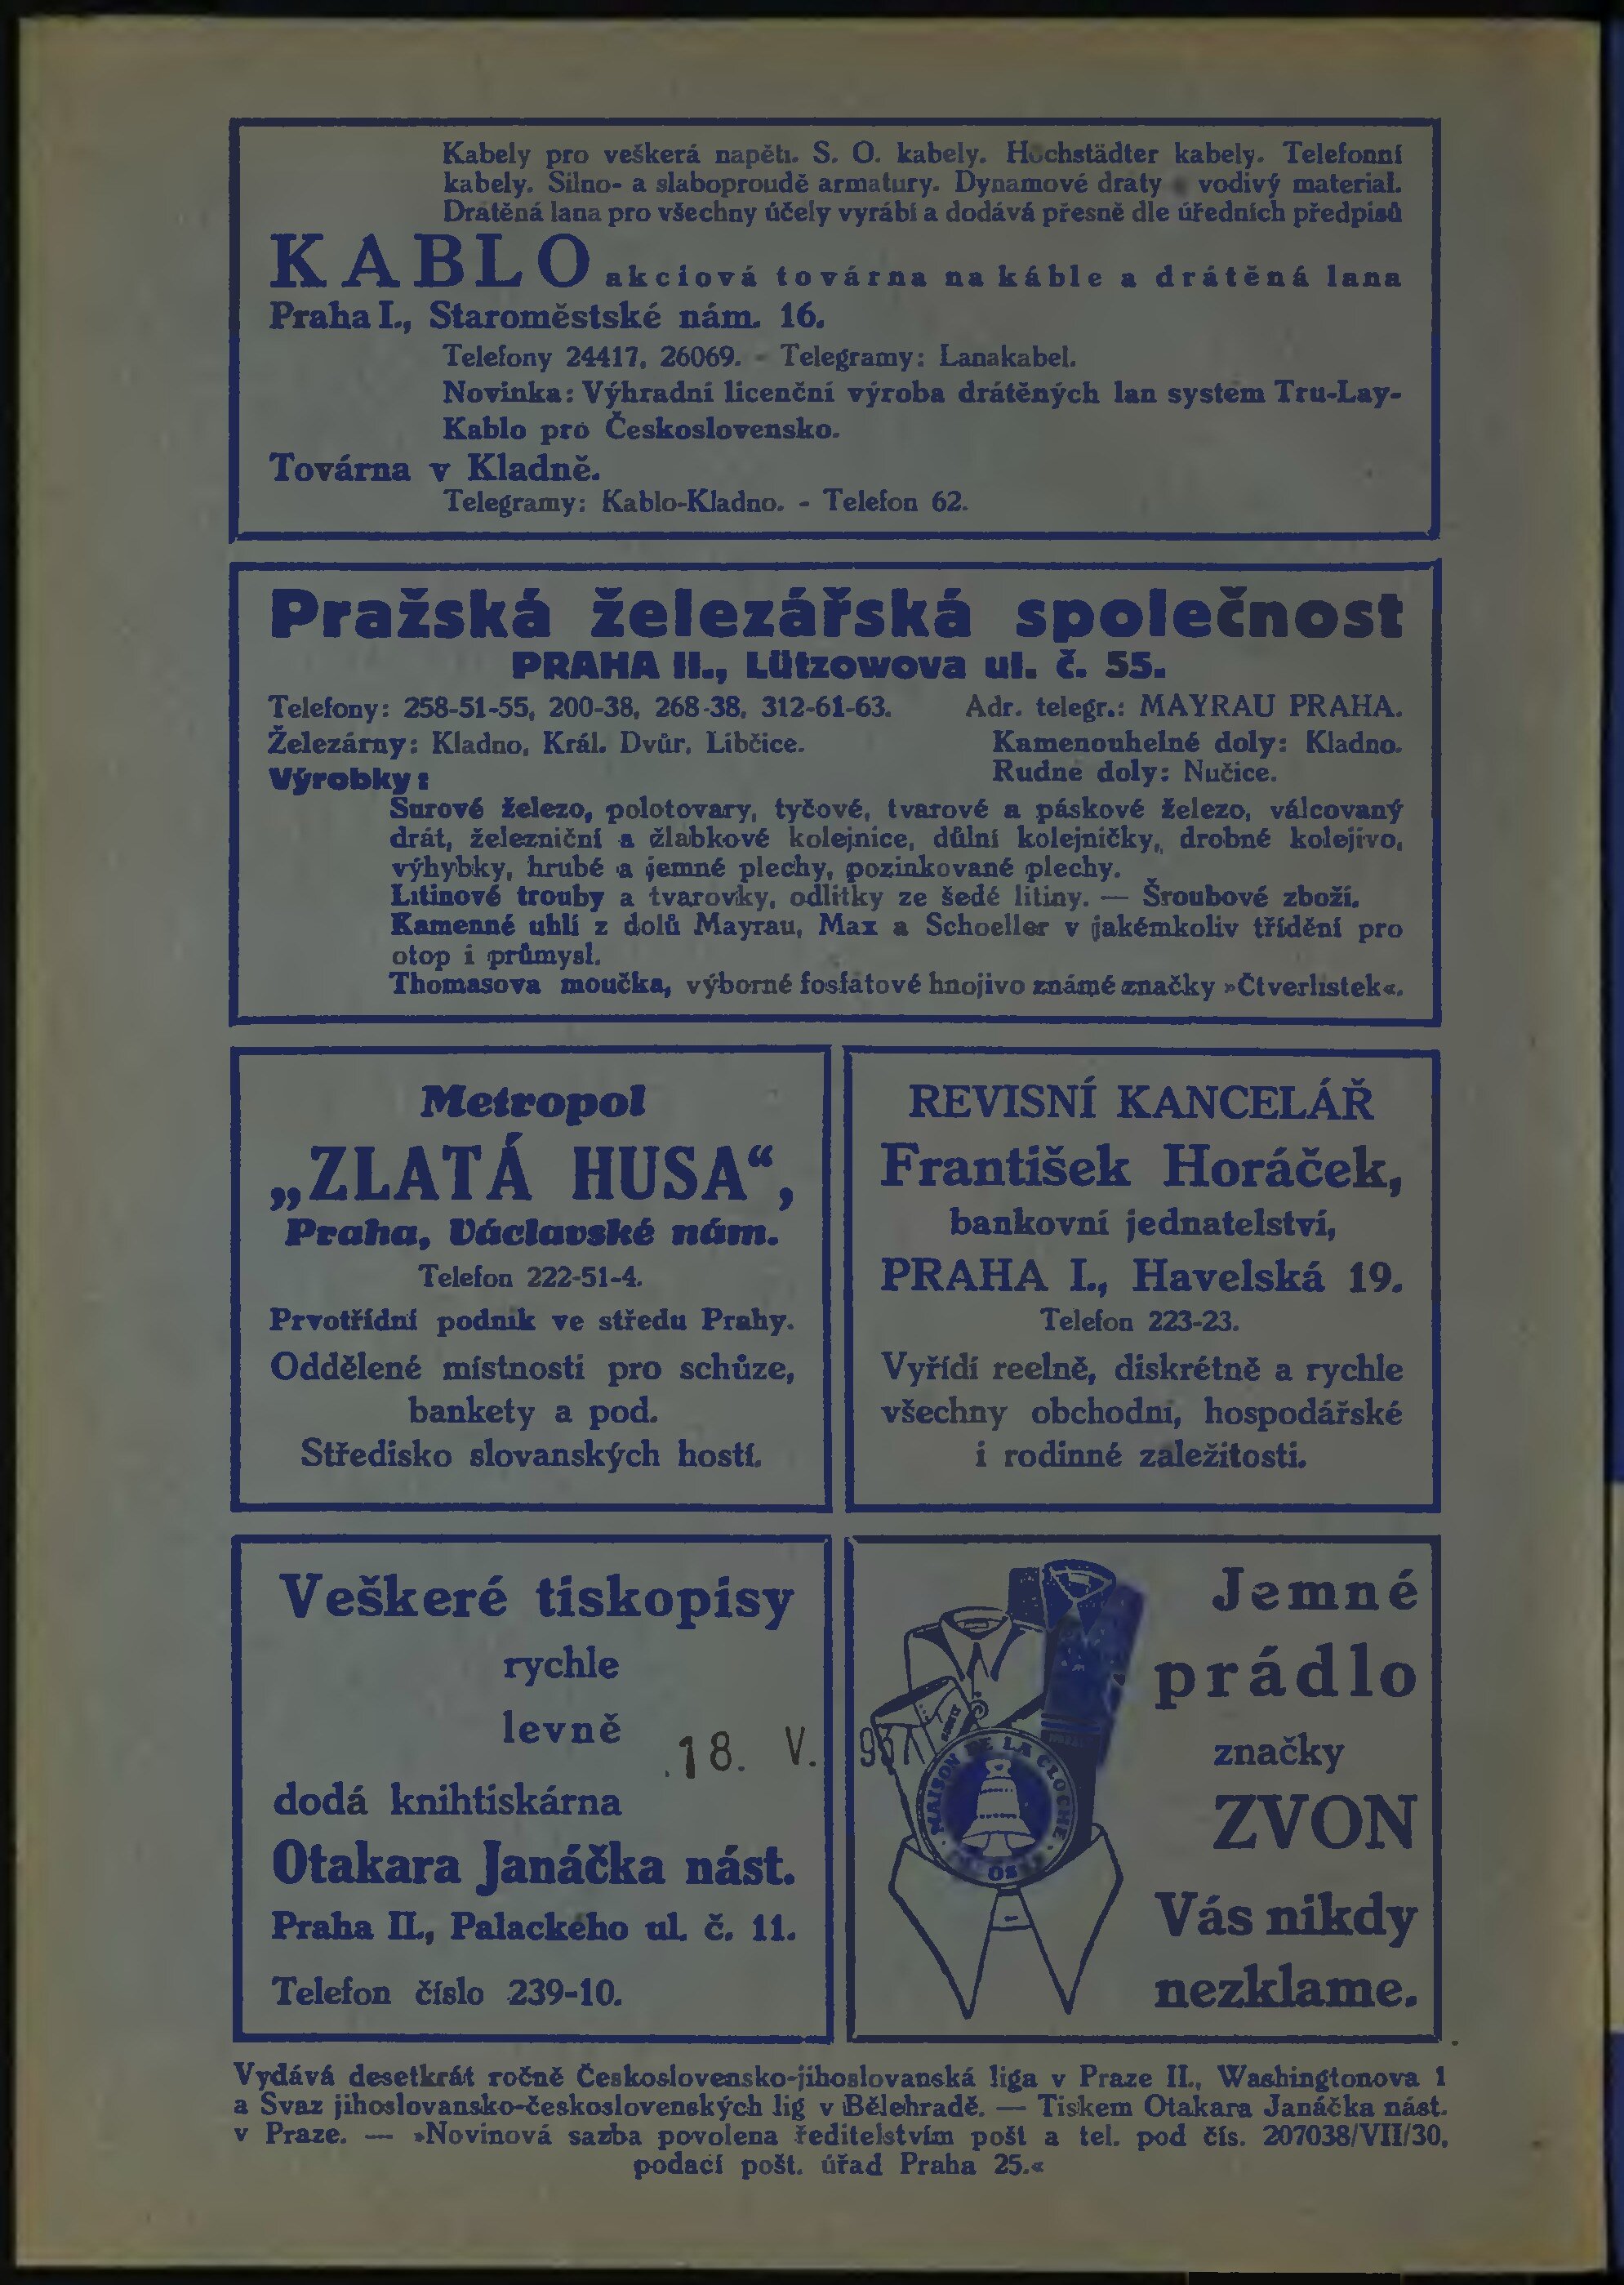 Kabely pro veškerá napětí. S. O. kabely. Hochstädter kabely. Telefonní
kabely. Silno- a slaboproudé armatury. Dynamové draty a vodivý material.
Drátěná lana pro všechny účely vyrábí a dodává přesně dle úředních předpisů
KABLO akciová továrna na káble a drátěná lana
Praha I., Staroměstské nám. 16.
Telefony 24417, 26069. - Telegramy: Lanakabel.
Novinka: Výhradní licenční výroba drátěných lan system Tru-Lay-
Kablo pro Československo.
Továrna v Kladně.
Telegramy: Kablo-Kladno. - Telefon 62.
Pražská železářská společnost
PRAHA II., Lützowova ul. č. 55.
Telefony: 258-51-55, 200-38, 268-38, 312-61-63. Adr. telegr.: MAYRAU PRAHA.
Železárny: Kladno, Král. Dvůr, Libčice. Kamenouhelné doly: Kladno.
Výrobky: Rudné doly: Nučice.
Surové železo, polotovary, tyčové, tvarové a páskové železo, válcovaný
drát, železniční a žlabkové kolejnice, důlní kolejničky, drobné kolejivo,
výhybky, hrubé a jemné plechy, pozinkované plechy.
Litinové trouby a tvarovky, odlitky ze šedé litiny. — Šroubové zboží.
Kamenné uhlí z dolů Mayrau, Max a Schoeller v jakémkoliv třídění pro
otop i průmysl.
Thomasova moučka, výborné fosfátové hnojivo známé značky »Čtverlístek«.
Metropol
„ZLATÁ HUSA“,
Praha, Václavské nám.
Telefon 222-51-4.
Prvotřídní podnik ve středu Prahy.
Oddělené místnosti pro schůze,
bankety a pod.
Středisko slovanských hostí.
REVISNÍ KANCELÁŘ
František Horáček,
bankovní jednatelství,
PRAHA I., Havelská 19.
Telefon 223-23.
Vyřídí reelně, diskrétně a rychle
všechny obchodní, hospodářské
i rodinné záležitosti.
Veškeré tiskopisy
rychle
levně
18. V. 937
dodá knihtiskárna
Otakara Janáčka nást.
Praha II., Palackého ul. č. 11.
Telefon číslo 239-10.
MAISON DE LA CLOCHE
Jemné
prádlo
značky
ZVON
Vás nikdy
nezklame.
Vydává desetkrát ročně Československo-jihoslovanská liga v Praze II., Washingtonova 1
a Svaz jihoslovansko-československých lig v Bělehradě. — Tiskem Otakara Janáčka nást.
v Praze. — »Novinová sazba povolena ředitelstvím pošt a tel. pod čís. 207038/VII/30,
podací pošt. úřad Praha 25.«